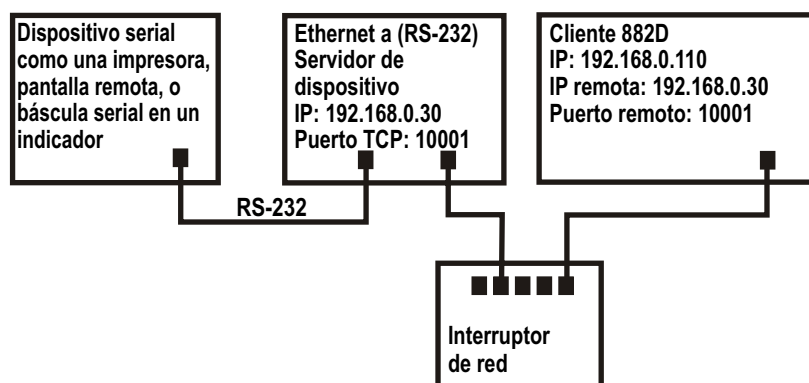 Dispositivo serial
como una impresora,
pantalla remota, o
báscula serial en un
indicador
Ethernet a (RS-232)
Servidor de
dispositivo
IP: 192.168.0.30
Puerto TCP: 10001
Cliente 882D
IP: 192.168.0.110
IP remota: 192.168.0.30
Puerto remoto: 10001
RS-232
Interruptor
de red